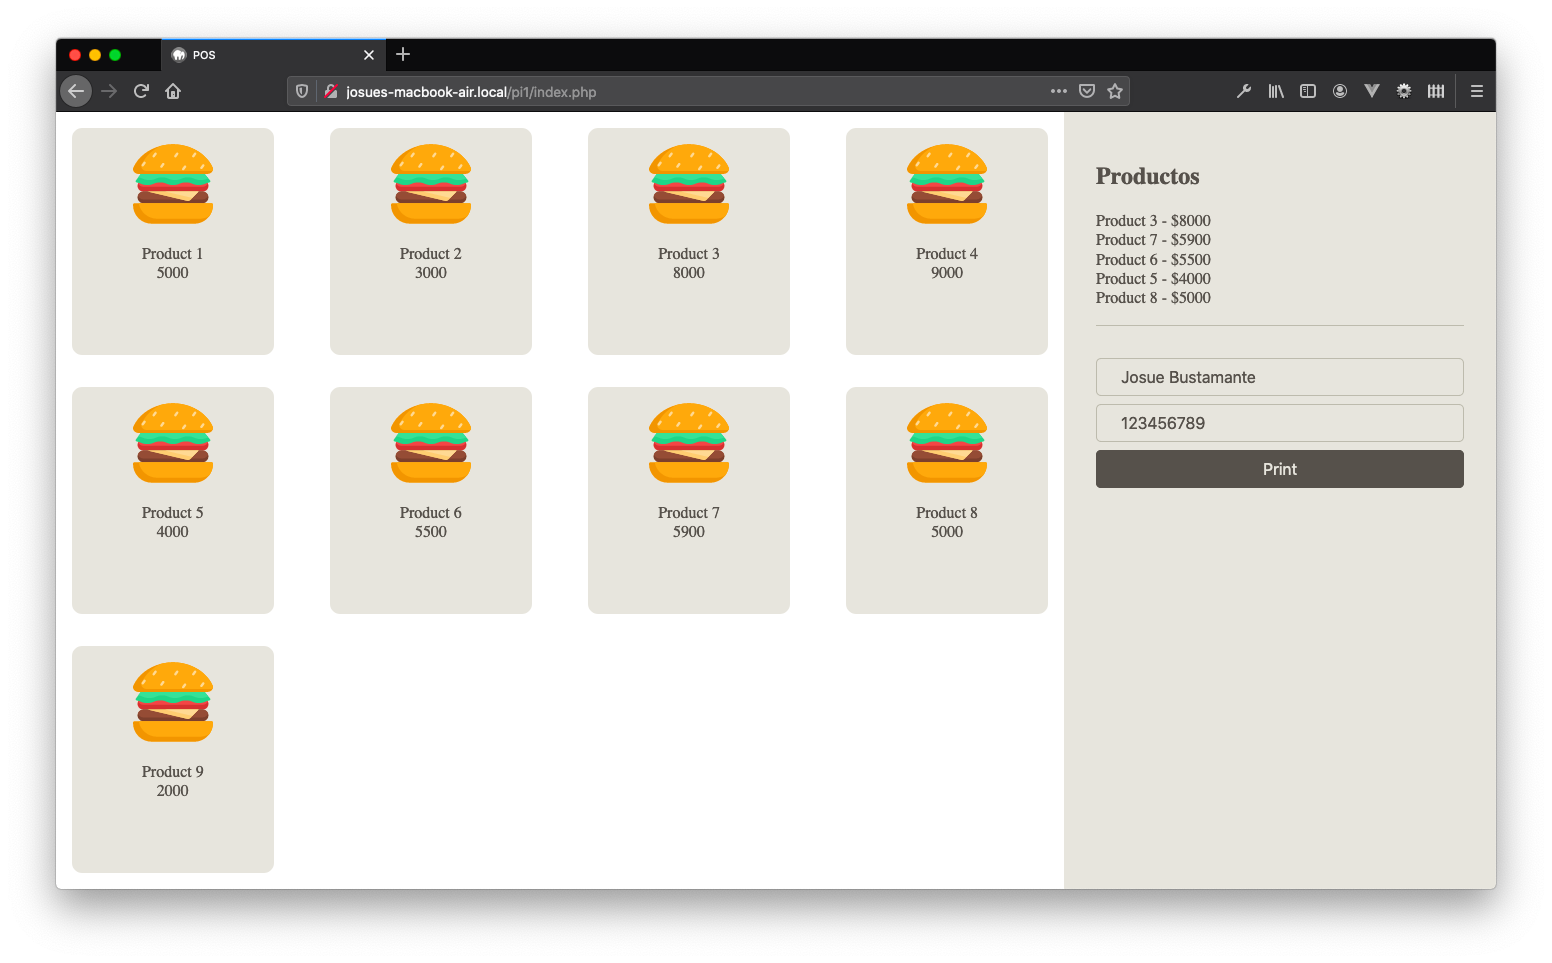 POS
josues-macbook-air.local/pi1/index.php
Product 1
5000
Product 2
3000
Product 3
8000
Product 4
9000
Product 5
4000
Product 6
5500
Product 7
5900
Product 8
5000
Product 9
2000
Productos
Product 3 - $8000
Product 7 - $5900
Product 6 - $5500
Product 5 - $4000
Product 8 - $5000
Josue Bustamante
123456789
Print